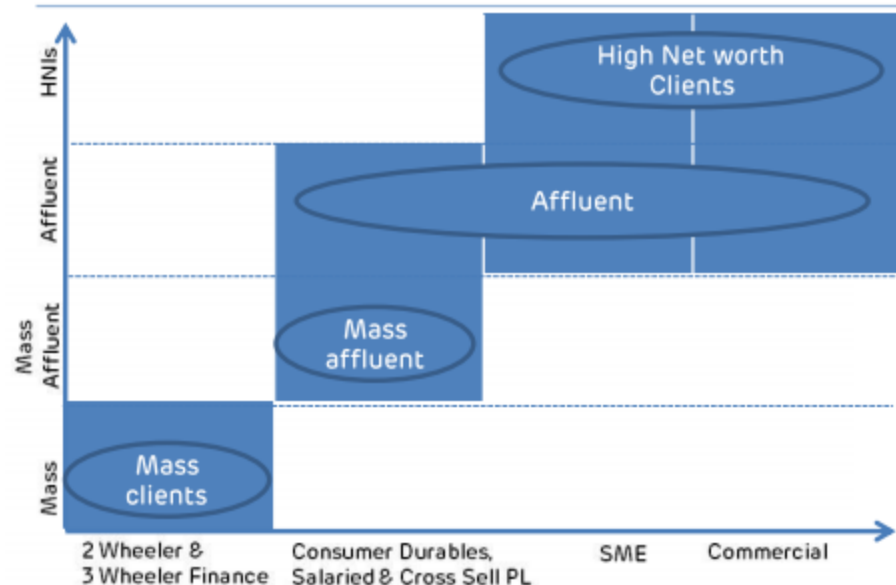 HNIs
High Net worth
Clients
Affluent
Affluent
Mass
Affluent
Mass
affluent
Mass
Mass
clients
2 Wheeler &
3 Wheeler Finance
Consumer Durables,
Salaried & Cross Sell PL
SME
Commercial